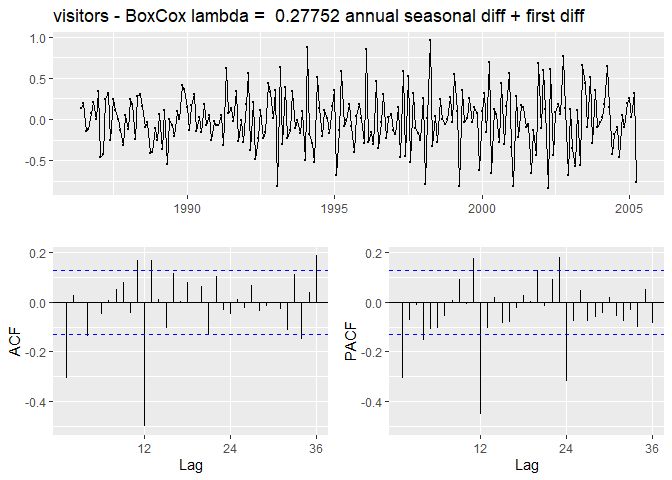 visitors - BoxCox lambda =  0.27752 annual seasonal diff + first diff
1.0
0.5
0.0
-0.5
1990 1995 2000 2005
0.2 0.2
0.0 0.0
-0.2 -0.2
-0.4 -0.4
ACF PACF
12 24 36 12 24 36
Lag Lag